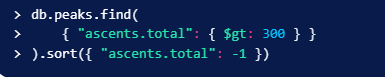 > db.peaks.find(
>     { "ascents.total": { $gt: 300 } }
> ).sort({ "ascents.total": -1 })